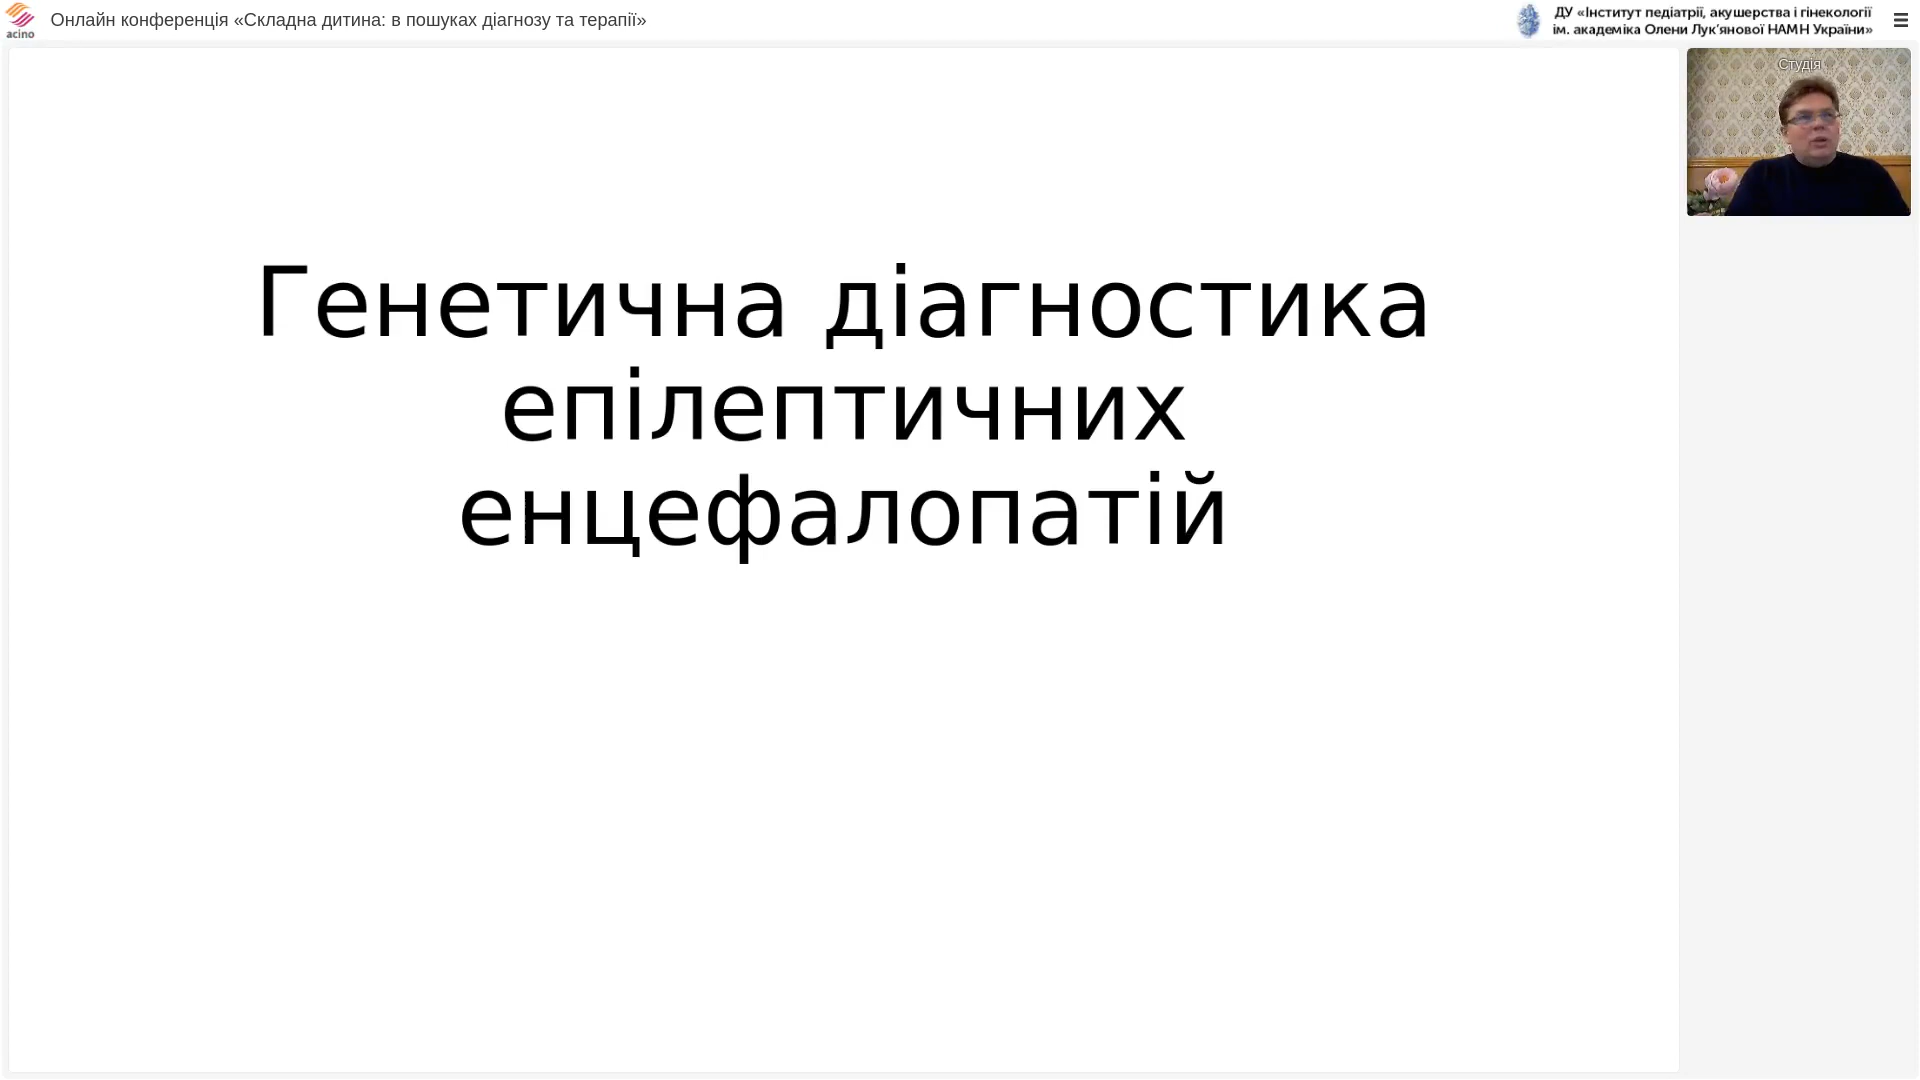 acino
Онлайн конференція «Складна дитина: в пошуках діагнозу та терапії»
ДУ «Інститут педіатрії, акушерства і гінекології
ім. академіка Олени Лук'янової НАМН України»
Студія
Генетична діагностика
епілептичних
енцефалопатій